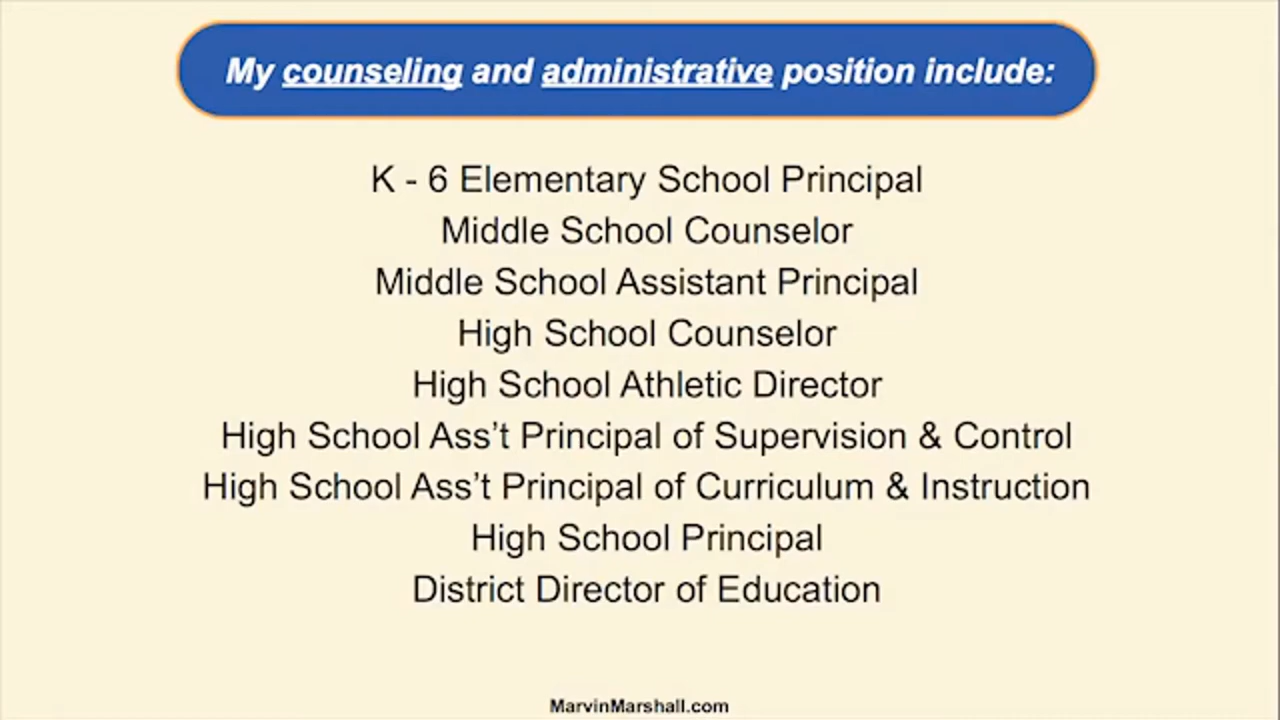 My counseling and administrative position include:
K - 6 Elementary School Principal
Middle School Counselor
Middle School Assistant Principal
High School Counselor
High School Athletic Director
High School Ass’t Principal of Supervision & Control
High School Ass’t Principal of Curriculum & Instruction
High School Principal
District Director of Education
MarvinMarshall.com